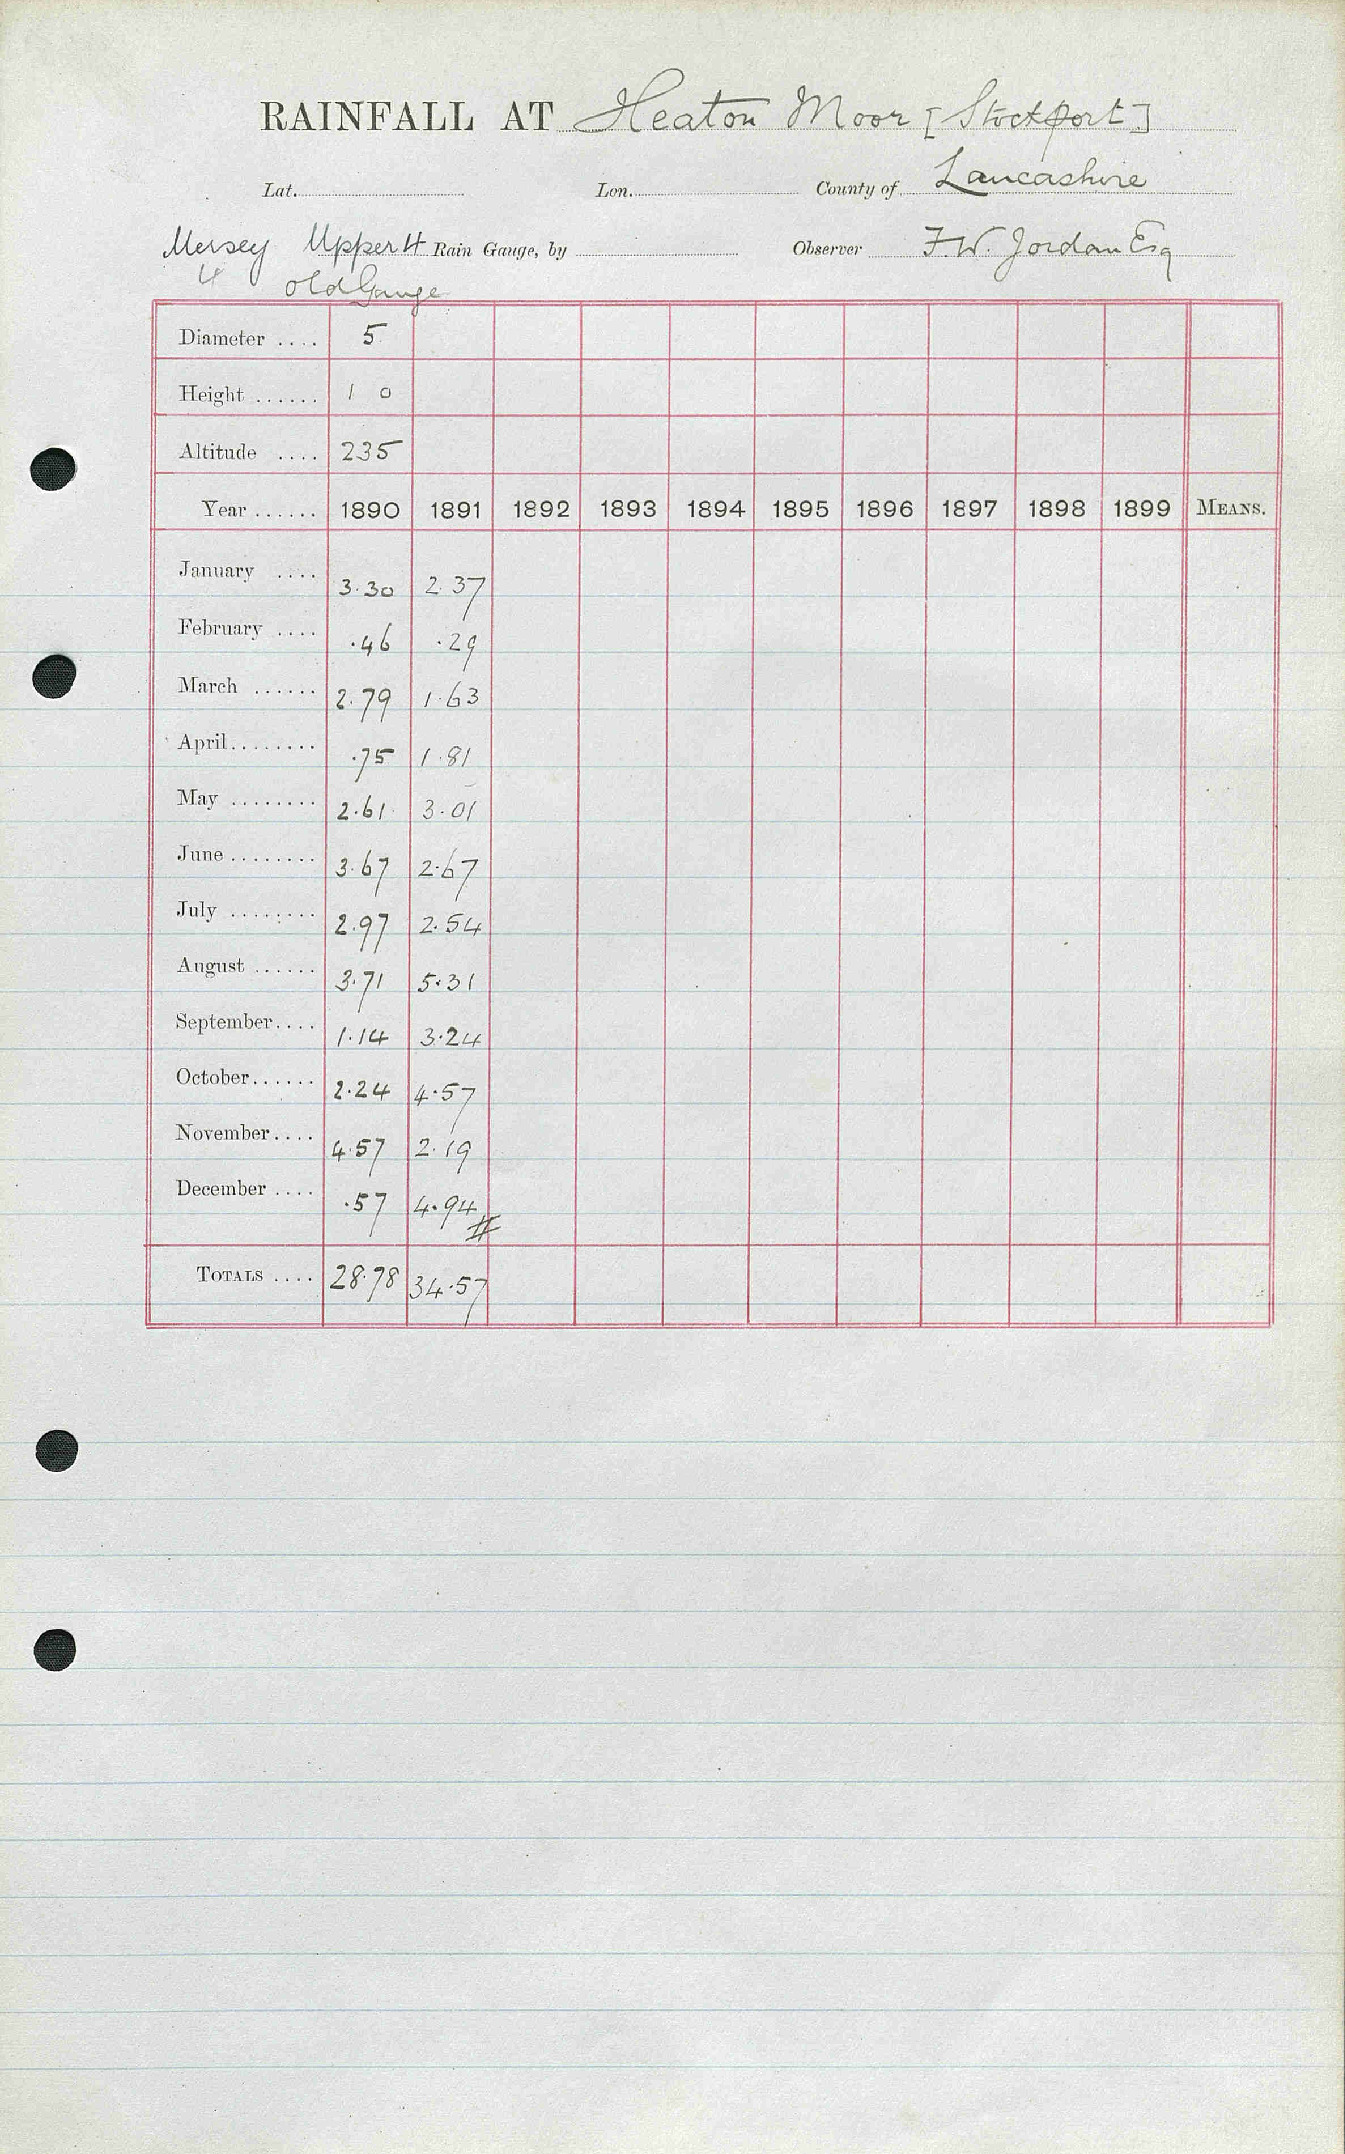 RAINFALL AT Heaton Moor [Stockport]
Lat. Lon. County of Lancashire
Mersey Upper 4 Rain Gauge, by Observer F.W. Jordan Esq
4 Old Gauge
Diameter .... 5
Height ...... 1 0
Altitude .... 235
Year ...... 1890 1891 1892 1893 1894 1895 1896 1897 1898 1899 MEANS.
January .... 3.30 2.37
February .... .46 .29
March ...... 2.79 1.63
April ........ .75 1.81
May ........ 2.61 3.01
June ........ 3.67 2.67
July ........ 2.97 2.54
August ...... 3.71 5.31
September.... 1.14 3.24
October...... 2.24 4.57
November.... 4.57 2.19
December .... .57 4.94 #
TOTALS .... 28.78 34.57